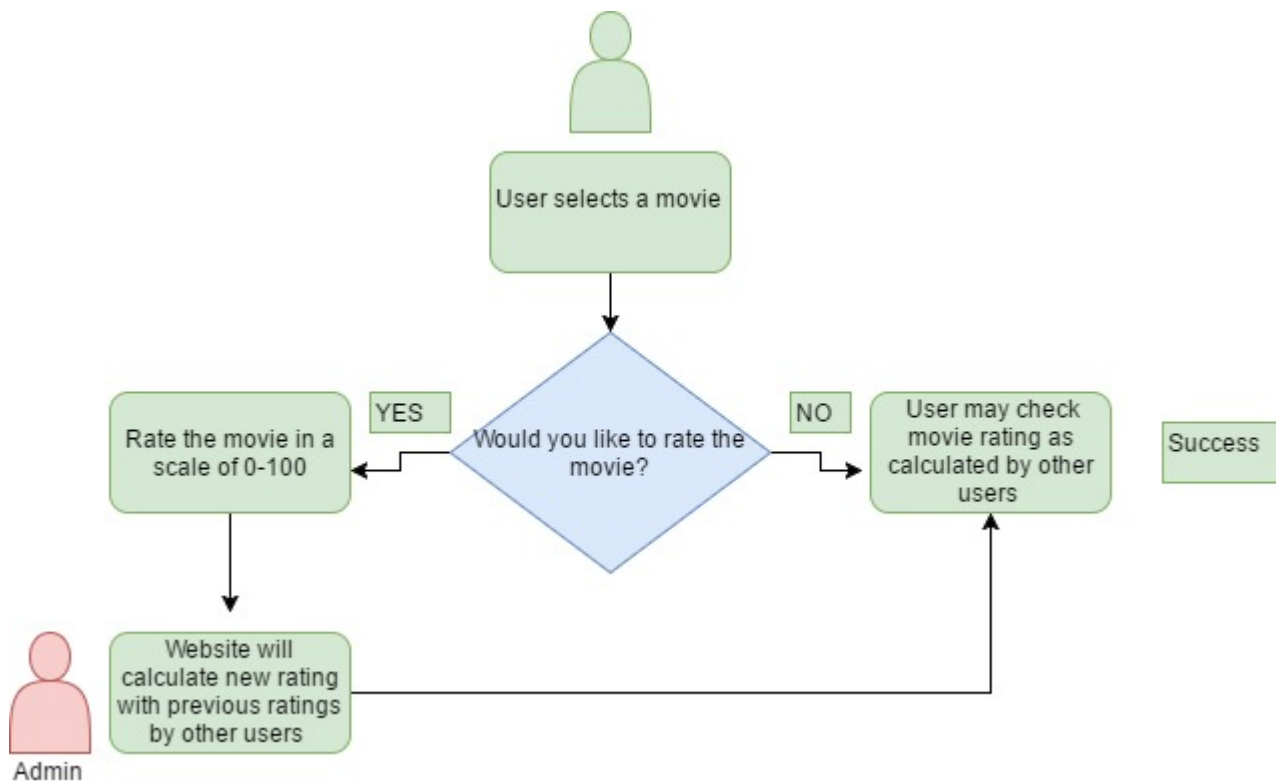 User selects a movie
YES
NO
Would you like to rate the
movie?
Rate the movie in a
scale of 0-100
User may check
movie rating as
calculated by other
users
Success
Website will
calculate new rating
with previous ratings
by other users
Admin